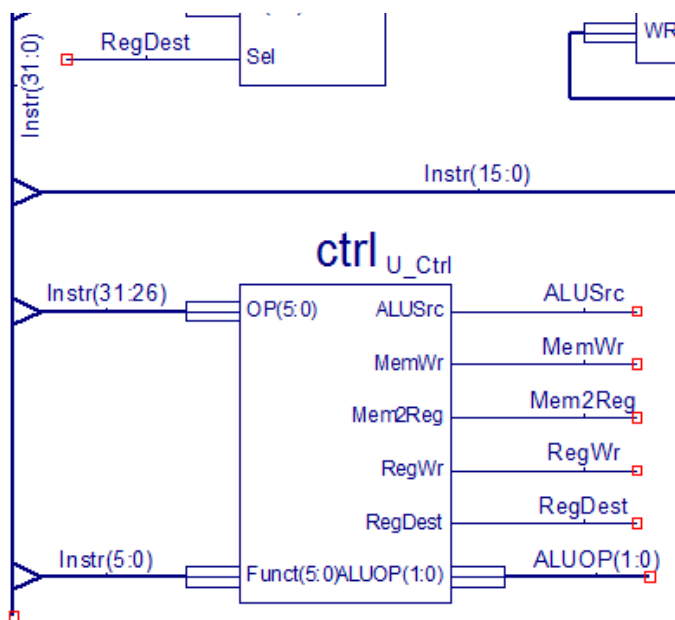 RegDest
Sel
WR
Instr(31:0)
Instr(15:0)
ctrl
U_Ctrl
Instr(31:26)
OP(5:0)
ALUSrc
ALUSrc
MemWr
MemWr
Mem2Reg
Mem2Reg
RegWr
RegWr
RegDest
RegDest
Instr(5:0)
Funct(5:0)
ALUOP(1:0)
ALUOP(1:0)